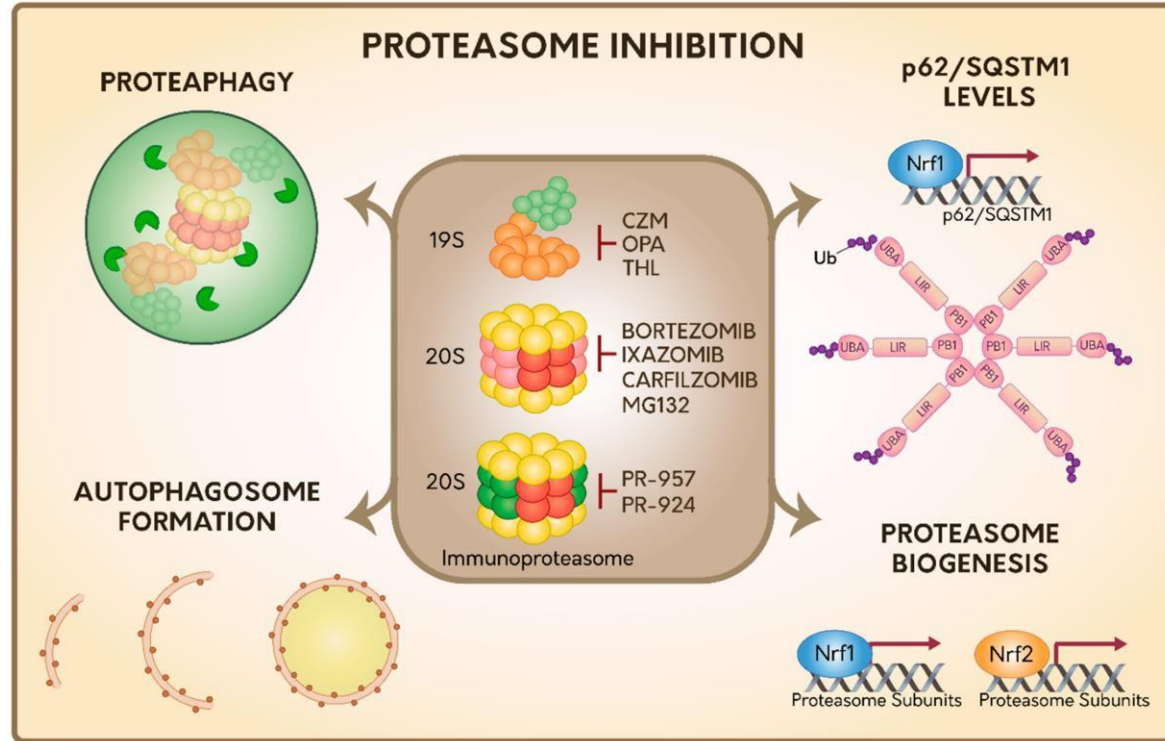 PROTEASOME INHIBITION
PROTEAPHAGY
p62/SQSTM1
LEVELS
19S
CZM
OPA
THL
20S
BORTEZOMIB
IXAZOMIB
CARFILZOMIB
MG132
20S
PR-957
PR-924
Immunoproteasome
Nrf1
p62/SQSTM1
Ub
UBA
LIR
PB1
PB1
LIR
UBA
UBA
LIR
PB1
PB1
LIR
UBA
UBA
LIR
PB1
PB1
LIR
UBA
AUTOPHAGOSOME
FORMATION
PROTEASOME
BIOGENESIS
Nrf1
Proteasome Subunits
Nrf2
Proteasome Subunits